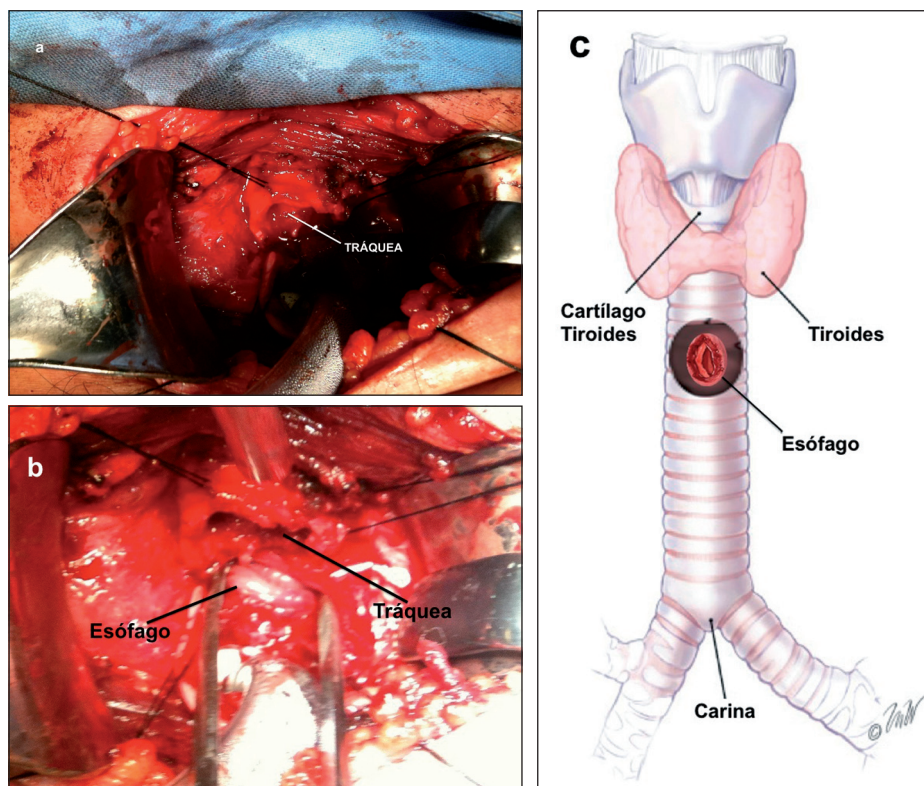 a
TRÁQUEA
b
Esófago
Tráquea
c
Cartílago
Tiroides
Tiroides
Esófago
Carina
©